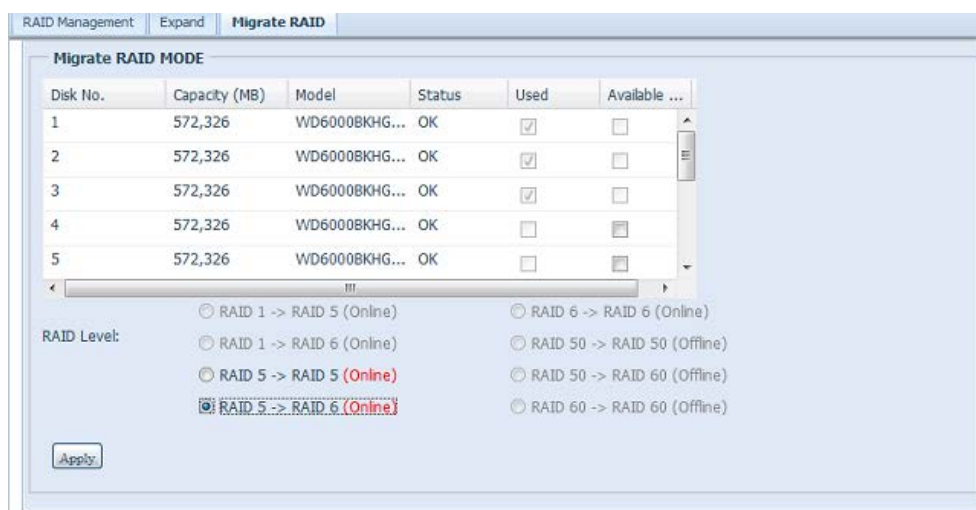 RAID Management Expand Migrate RAID
Migrate RAID MODE
Disk No. Capacity (MB) Model Status Used Available ...
1 572,326 WD6000BKHG... OK
2 572,326 WD6000BKHG... OK
3 572,326 WD6000BKHG... OK
4 572,326 WD6000BKHG... OK
5 572,326 WD6000BKHG... OK
RAID Level:
RAID 1 -> RAID 5 (Online) RAID 6 -> RAID 6 (Online)
RAID 1 -> RAID 6 (Online) RAID 50 -> RAID 50 (Offline)
RAID 5 -> RAID 5 (Online) RAID 50 -> RAID 60 (Offline)
RAID 5 -> RAID 6 (Online) RAID 60 -> RAID 60 (Offline)
Apply